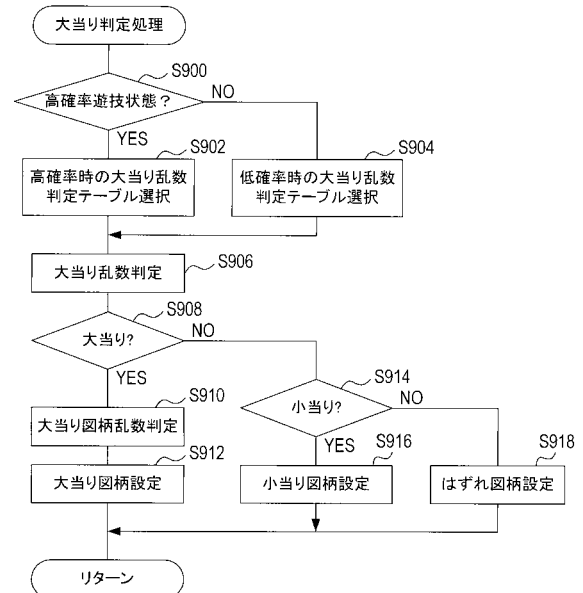 大当り判定処理
S900
高確率遊技状態？
NO
YES
S902
高確率時の大当り乱数
判定テーブル選択
S904
低確率時の大当り乱数
判定テーブル選択
S906
大当り乱数判定
S908
大当り?
NO
YES
S910
大当り図柄乱数判定
S912
大当り図柄設定
S914
小当り?
NO
YES
S916
小当り図柄設定
S918
はずれ図柄設定
リターン